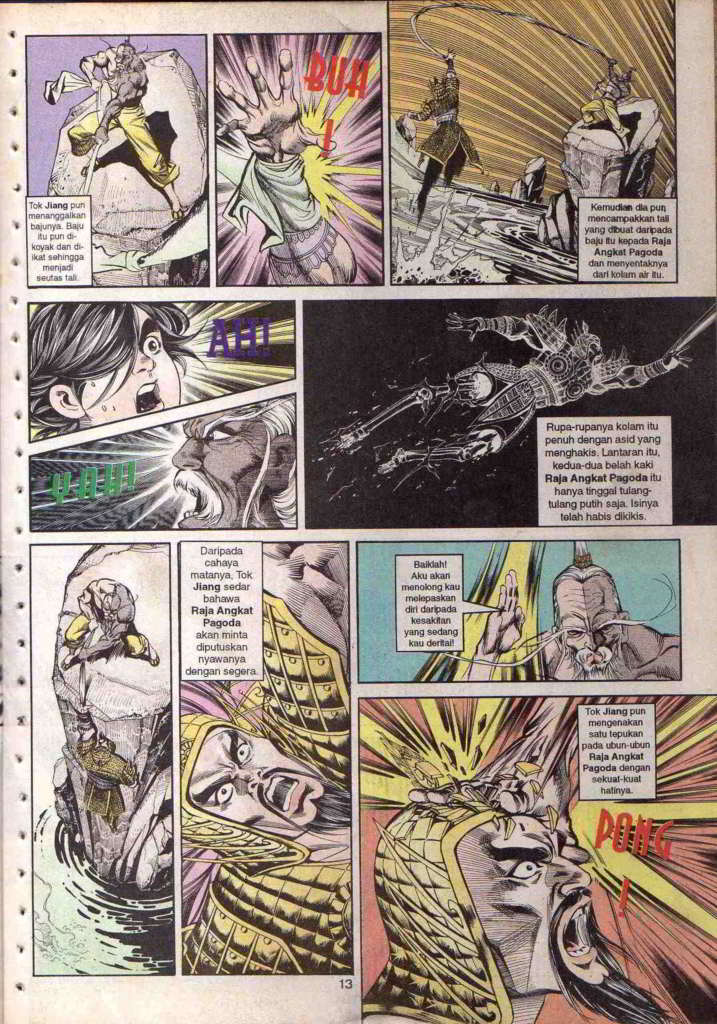 Tok Jiang pun
menanggalkan
bajunya. Baju
itu pun di-
koyak dan di-
ikat sehingga
menjadi
seutas tali.
BUH
!
Kemudian dia pun
mencampakkan tali
yang dibuat daripada
baju itu kepada Raja
Angkat Pagoda
dan menyentaknya
dari kolam air itu.
AH!
YAH!
Rupa-rupanya kolam itu
penuh dengan asid yang
menghakis. Lantaran itu,
kedua-dua belah kaki
Raja Angkat Pagoda itu
hanya tinggal tulang-
tulang putih saja. Isinya
telah habis dikikis.
Daripada
cahaya
matanya, Tok
Jiang sedar
bahawa
Raja Angkat
Pagoda
akan minta
diputuskan
nyawanya
dengan segera.
Baiklah!
Aku akan
menolong kau
melepaskan
diri daripada
kesakitan
yang sedang
kau deritai!
Tok Jiang pun
mengenakan
satu tepukan
pada ubun-ubun
Raja Angkat
Pagoda dengan
sekuat-kuat
hatinya.
PONG
!
13